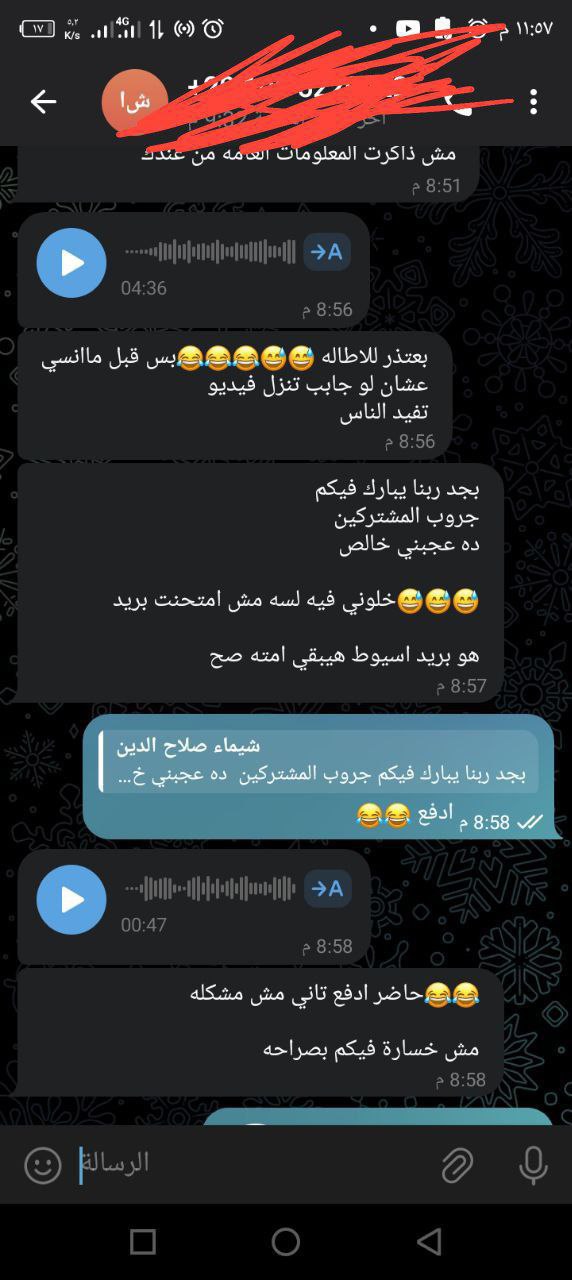 ١١:٥٧ م
٥,٢ K/s
4G
١٧
ش ا
مش ذاكرت المعلومات العامه من عندك
8:51 م
→A
04:36
8:56 م
بعتذر للاطاله 😅😅😂😂😂بس قبل ماانسي
عشان لو جابب تنزل فيديو
تفيد الناس
8:56 م
بجد ربنا يبارك فيكم
جروب المشتركين
ده عجبني خالص
😅😅😅خلوني فيه لسه مش امتحنت بريد
هو بريد اسيوط هيبقي امته صح
8:57 م
شيماء صلاح الدين
بجد ربنا يبارك فيكم جروب المشتركين  ده عجبني خ...
ادفع 😂😂
8:58 م
→A
00:47
8:58 م
😂😂حاضر ادفع تاني مش مشكله
مش خسارة فيكم بصراحه
8:58 م
الرسالة